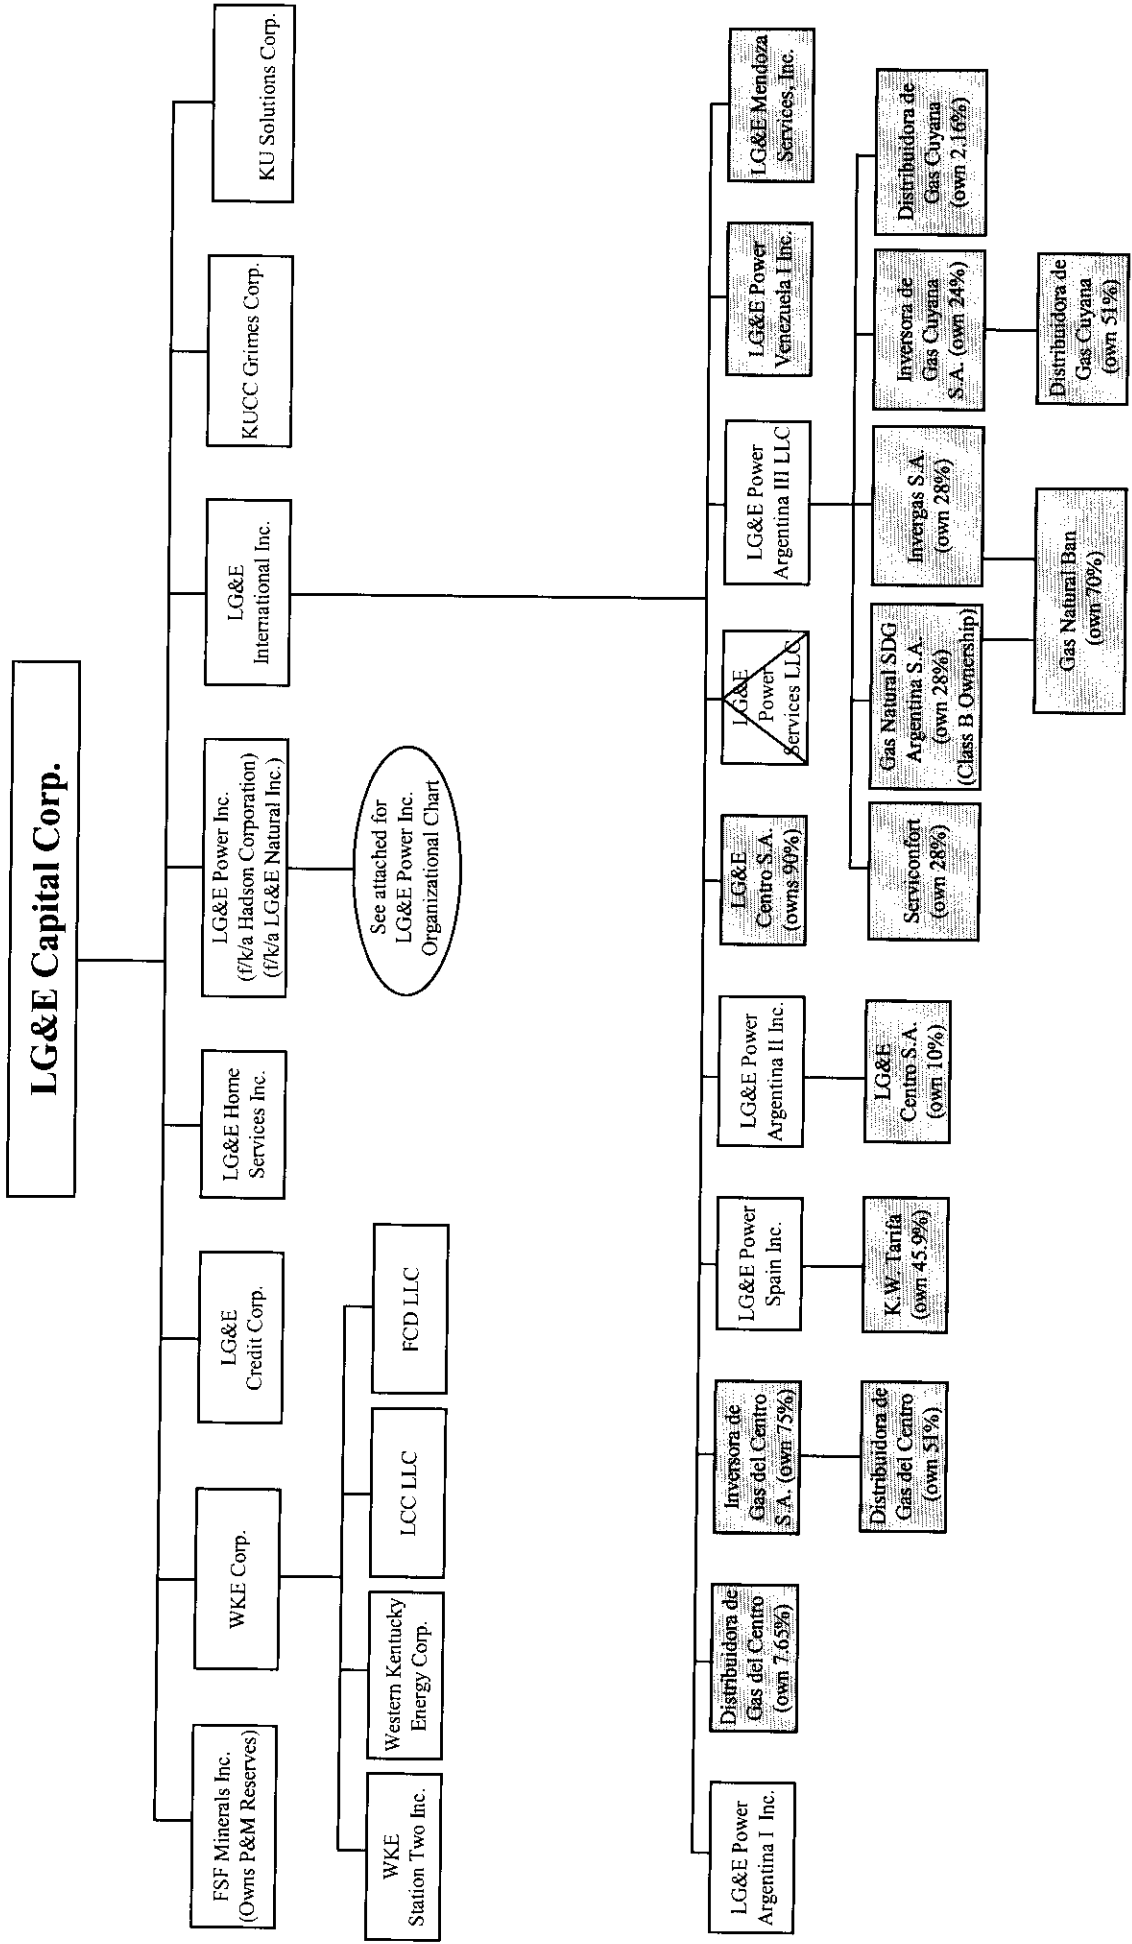 LG&E Capital Corp.
FSF Minerals Inc.
(Owns P&M Reserves)
WKE Corp.
LG&E
Credit Corp.
LG&E Home
Services Inc.
LG&E Power Inc.
(f/k/a Hadson Corporation)
(f/k/a LG&E Natural Inc.)
LG&E
International Inc.
KUCC Grimes Corp.
KU Solutions Corp.
WKE
Station Two Inc.
Western Kentucky
Energy Corp.
LCC LLC
FCD LLC
See attached for
LG&E Power Inc.
Organizational Chart
LG&E Power
Argentina I Inc.
Distribuidora de
Gas del Centro
(own 7.65%)
Inversora de
Gas del Centro
S.A. (own 75%)
LG&E Power
Spain Inc.
LG&E Power
Argentina II Inc.
LG&E
Centro S.A.
(owns 90%)
LG&E
Power
Services LLC
LG&E Power
Argentina III LLC
LG&E Power
Venezuela I Inc.
LG&E Mendoza
Services, Inc.
Distribuidora de
Gas del Centro
(own 51%)
K.W. Tarifa
(own 45.9%)
LG&E
Centro S.A.
(own 10%)
Serviconfort
(own 28%)
Gas Natural SDG
Argentina S.A.
(own 28%)
(Class B Ownership)
Invergas S.A.
(own 28%)
Inversora de
Gas Cuyana
S.A. (own 24%)
Distribuidora de
Gas Cuyana
(own 2.16%)
Gas Natural Ban
(own 70%)
Distribuidora de
Gas Cuyana
(own 51%)